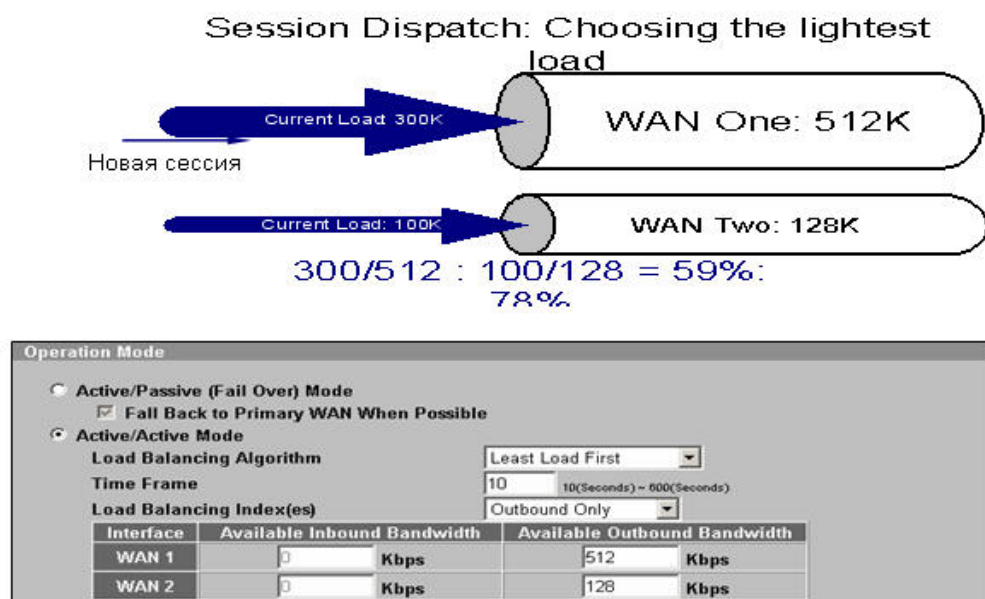 Session Dispatch: Choosing the lightest
load
Current Load: 300K
WAN One: 512K
Новая сессия
Current Load: 100K
WAN Two: 128K
300/512 : 100/128 = 59%:
78%
Operation Mode
Active/Passive (Fail Over) Mode
Fall Back to Primary WAN When Possible
Active/Active Mode
Load Balancing Algorithm Least Load First
Time Frame 10 10(Seconds) ~ 600(Seconds)
Load Balancing Index(es) Outbound Only
Interface Available Inbound Bandwidth Available Outbound Bandwidth
WAN 1 0 Kbps 512 Kbps
WAN 2 0 Kbps 128 Kbps